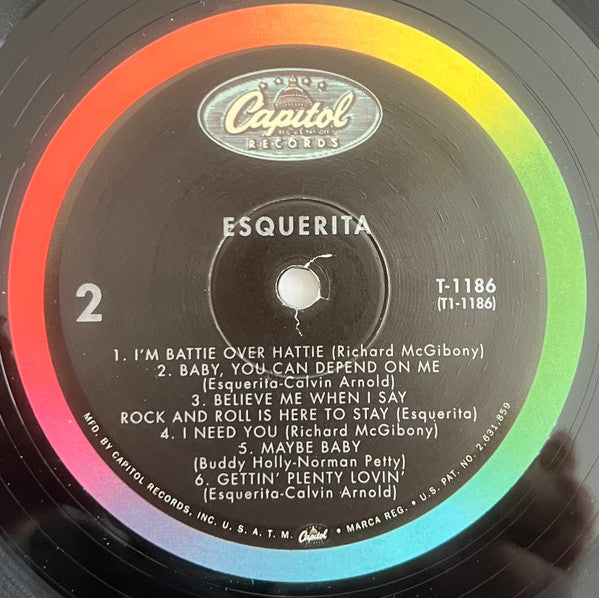 Capitol
REG. U.S. PAT. OFF.
RECORDS
ESQUERITA
2
T-1186
(T1-1186)
1. I'M BATTIE OVER HATTIE (Richard McGibony)
2. BABY, YOU CAN DEPEND ON ME
(Esquerita-Calvin Arnold)
3. BELIEVE ME WHEN I SAY
ROCK AND ROLL IS HERE TO STAY (Esquerita)
4. I NEED YOU (Richard McGibony)
5. MAYBE BABY
(Buddy Holly-Norman Petty)
6. GETTIN' PLENTY LOVIN'
(Esquerita-Calvin Arnold)
MFD. BY CAPITOL RECORDS, INC. U. S. A. T. M. Capitol • MARCA REG. • U.S. PAT. NO. 2,631,859